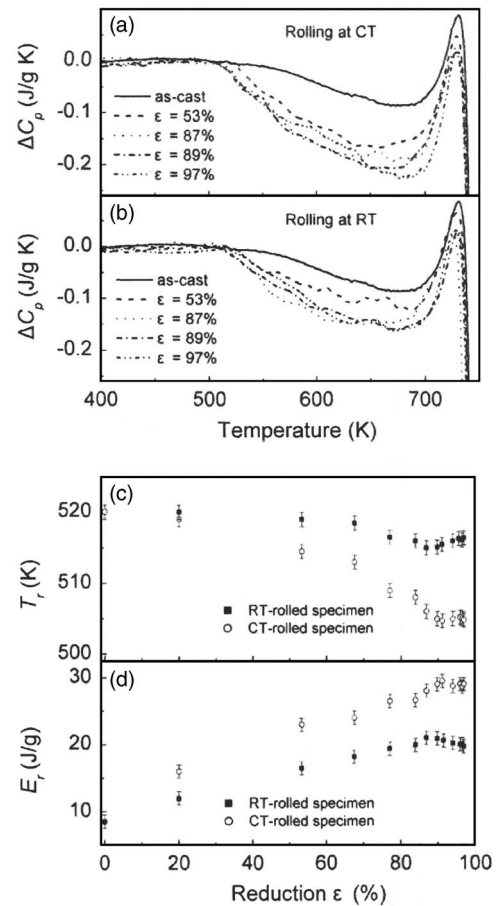 (a)
Rolling at CT
ΔCp (J/g K)
0.0
-0.1
-0.2
as-cast
ε = 53%
ε = 87%
ε = 89%
ε = 97%
(b)
Rolling at RT
ΔCp (J/g K)
0.0
-0.1
-0.2
as-cast
ε = 53%
ε = 87%
ε = 89%
ε = 97%
400 500 600 700
Temperature (K)
(c)
Tr (K)
520
510
500
RT-rolled specimen
CT-rolled specimen
(d)
Er (J/g)
30
20
10
RT-rolled specimen
CT-rolled specimen
0 20 40 60 80 100
Reduction ε (%)